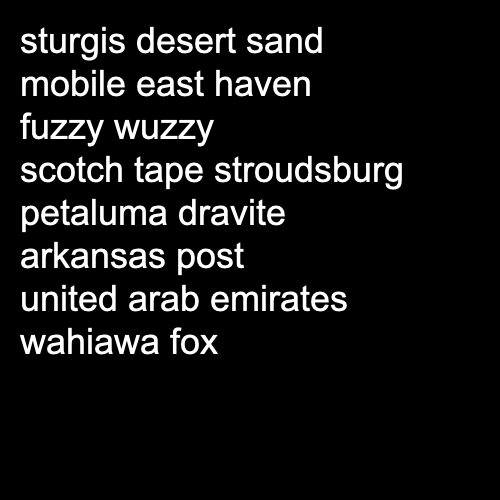 sturgis desert sand
mobile east haven
fuzzy wuzzy
scotch tape stroudsburg
petaluma dravite
arkansas post
united arab emirates
wahiawa fox